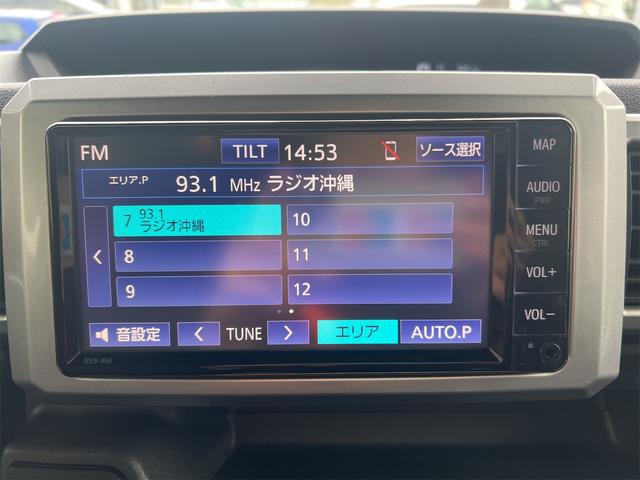 FM
TILT
14:53
ソース選択
エリア.P 93.1 MHz ラジオ沖縄
7 93.1
ラジオ沖縄
10
8
11
9
12
音設定
TUNE
エリア
AUTO.P
MAP
AUDIO
PWR
MENU
CTRL
VOL+
VOL−
NSLN-W68